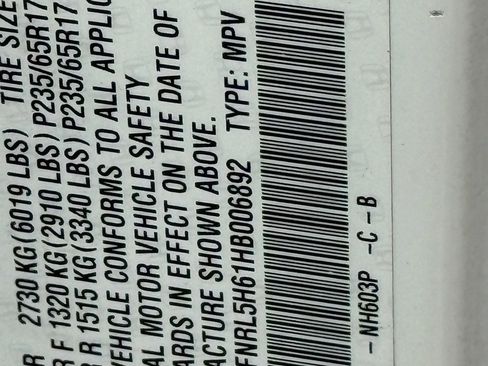 R 2730 KG(6019 LBS) TIRE SIZE
R F 1320 KG(2910 LBS) P235/65R17
R R 1515 KG(3340 LBS) P235/65R17
VEHICLE CONFORMS TO ALL APPLIC
AL MOTOR VEHICLE SAFETY
ARDS IN EFFECT ON THE DATE OF
ACTURE SHOWN ABOVE.
FNRL5H61HB006892 TYPE: MPV
-NH603P -C-B